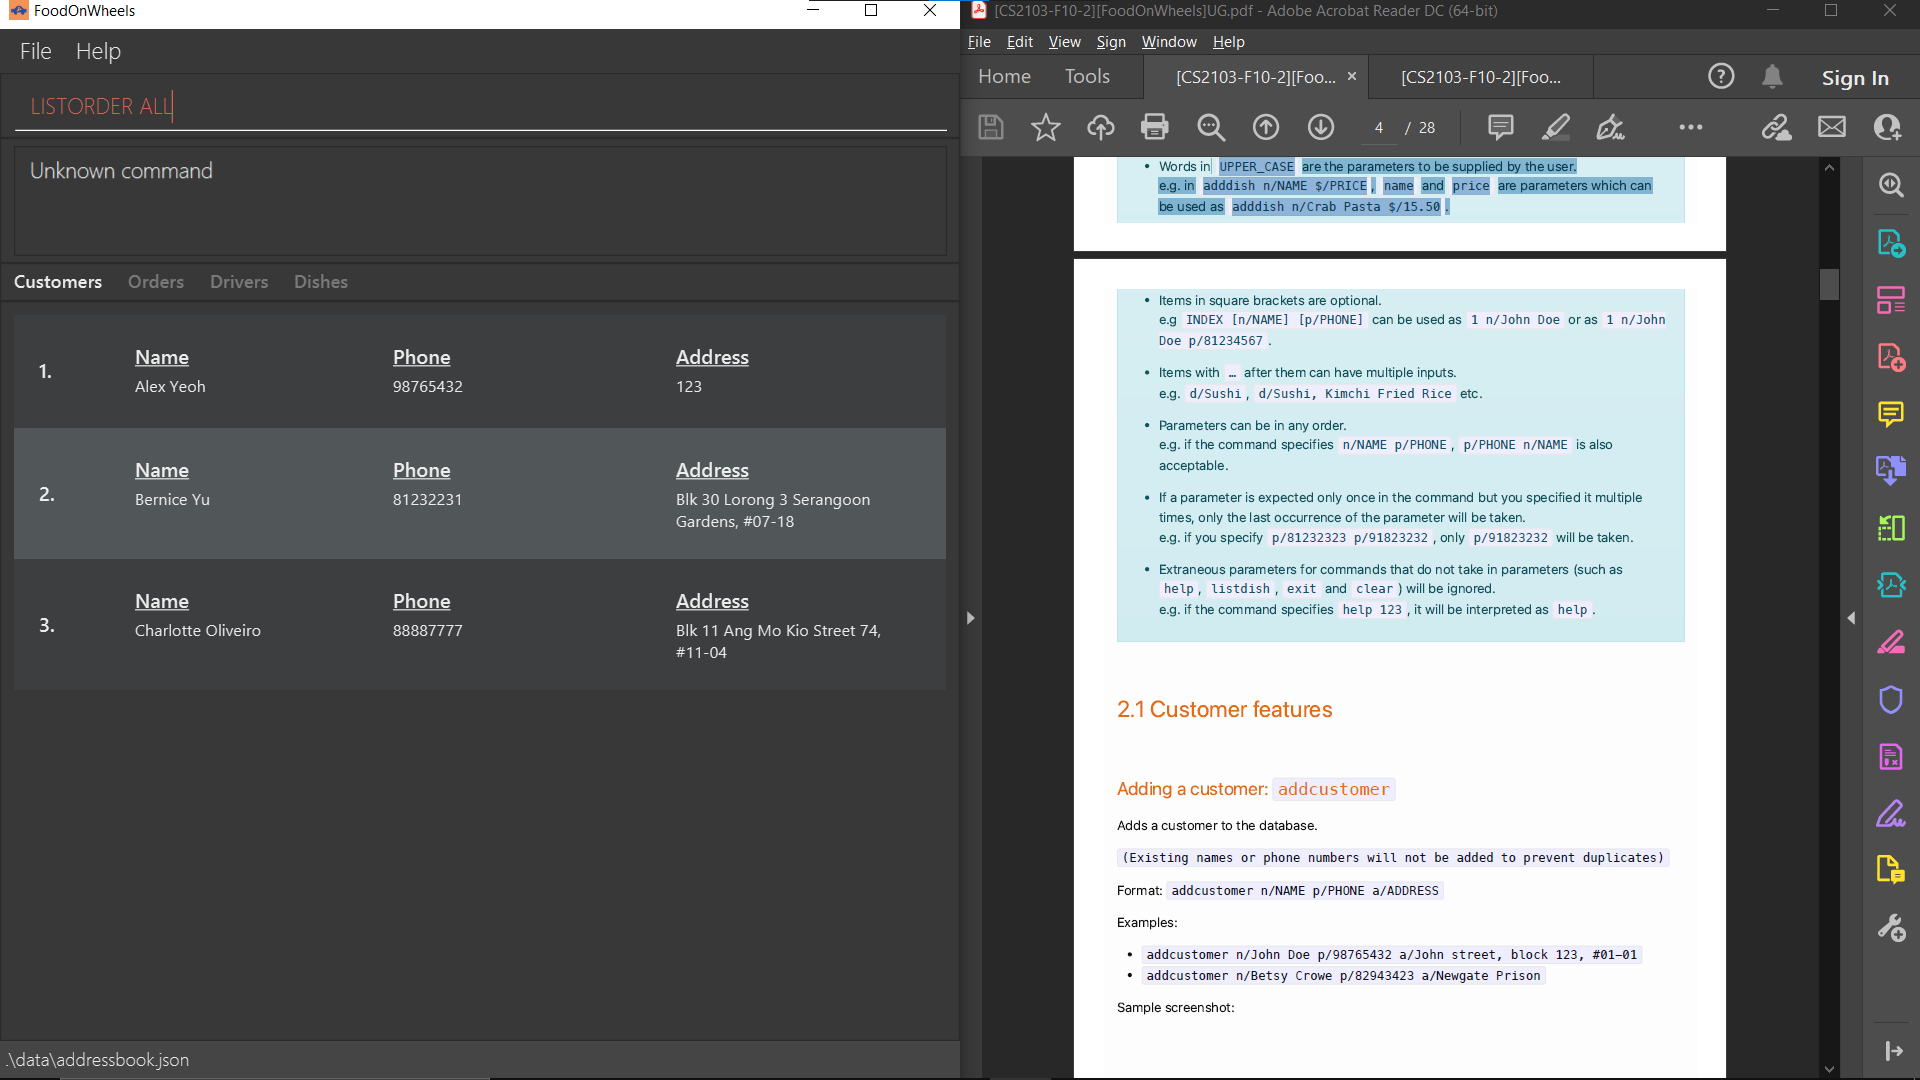 FoodOnWheels
File Help
LISTORDER ALL
Unknown command
Customers Orders Drivers Dishes
1.
Name Phone Address
Alex Yeoh 98765432 123
2.
Name Phone Address
Bernice Yu 81232231 Blk 30 Lorong 3 Serangoon
Gardens, #07-18
3.
Name Phone Address
Charlotte Oliveiro 88887777 Blk 11 Ang Mo Kio Street 74,
#11-04
.\data\addressbook.json
[CS2103-F10-2][FoodOnWheels]UG.pdf - Adobe Acrobat Reader DC (64-bit)
File Edit View Sign Window Help
Home Tools [CS2103-F10-2][Foo... × [CS2103-F10-2][Foo... Sign In
4 / 28
• Words in UPPER_CASE are the parameters to be supplied by the user.
e.g. in adddish n/NAME $/PRICE, name and price are parameters which can
be used as adddish n/Crab Pasta $/15.50.
• Items in square brackets are optional.
e.g INDEX [n/NAME] [p/PHONE] can be used as 1 n/John Doe or as 1 n/John
Doe p/81234567.
• Items with … after them can have multiple inputs.
e.g. d/Sushi, d/Sushi, Kimchi Fried Rice etc.
• Parameters can be in any order.
e.g. if the command specifies n/NAME p/PHONE, p/PHONE n/NAME is also
acceptable.
• If a parameter is expected only once in the command but you specified it multiple
times, only the last occurrence of the parameter will be taken.
e.g. if you specify p/81232323 p/91823232, only p/91823232 will be taken.
• Extraneous parameters for commands that do not take in parameters (such as
help, listdish, exit and clear) will be ignored.
e.g. if the command specifies help 123, it will be interpreted as help.
2.1 Customer features
Adding a customer: addcustomer
Adds a customer to the database.
(Existing names or phone numbers will not be added to prevent duplicates)
Format: addcustomer n/NAME p/PHONE a/ADDRESS
Examples:
• addcustomer n/John Doe p/98765432 a/John street, block 123, #01-01
• addcustomer n/Betsy Crowe p/82943423 a/Newgate Prison
Sample screenshot: